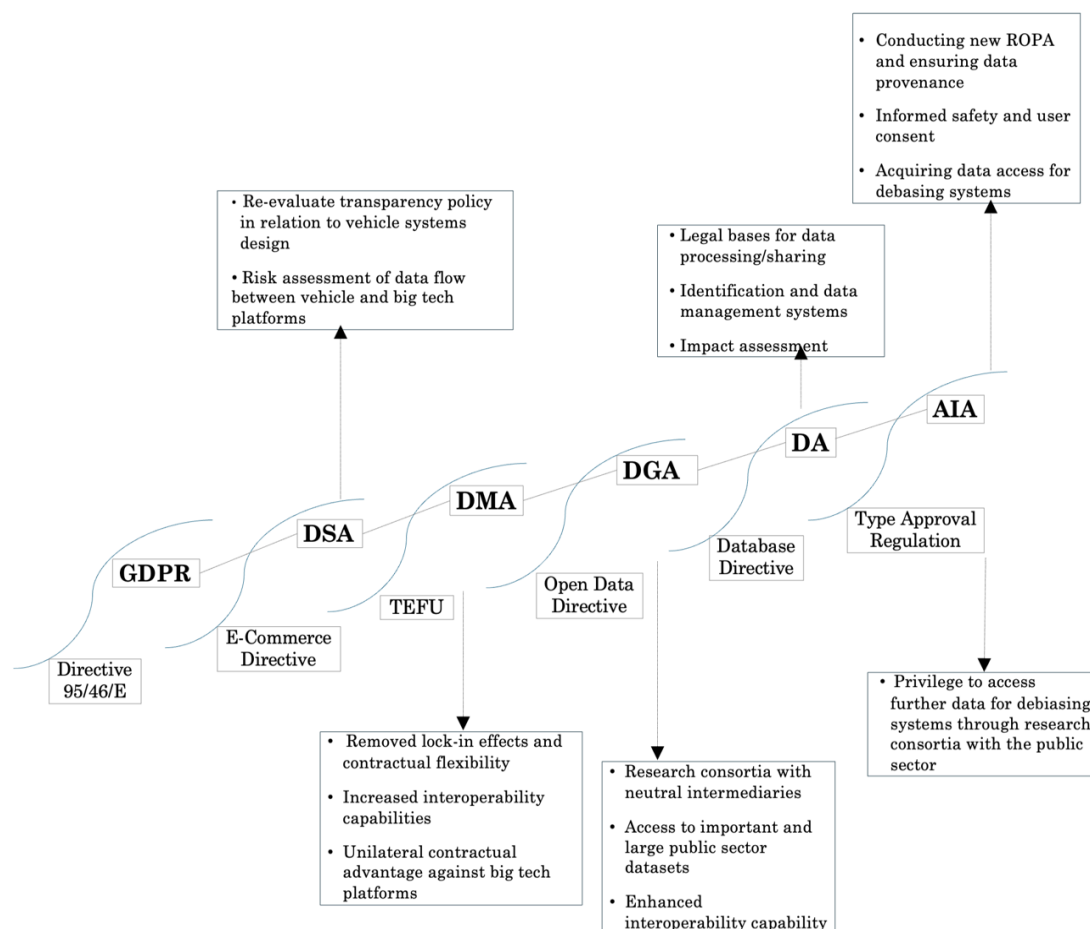 • Conducting new ROPA
and ensuring data
provenance
• Informed safety and user
consent
• Acquiring data access for
debasing systems
• Re-evaluate transparency policy
in relation to vehicle systems
design
• Risk assessment of data flow
between vehicle and big tech
platforms
• Legal bases for data
processing/sharing
• Identification and data
management systems
• Impact assessment
AIA
DA
DGA
DMA
DSA
GDPR
Type Approval
Regulation
Database
Directive
Open Data
Directive
TEFU
E-Commerce
Directive
Directive
95/46/E
• Removed lock-in effects and
contractual flexibility
• Increased interoperability
capabilities
• Unilateral contractual
advantage against big tech
platforms
• Research consortia with
neutral intermediaries
• Access to important and
large public sector
datasets
• Enhanced
interoperability capability
• Privilege to access
further data for debiasing
systems through research
consortia with the public
sector